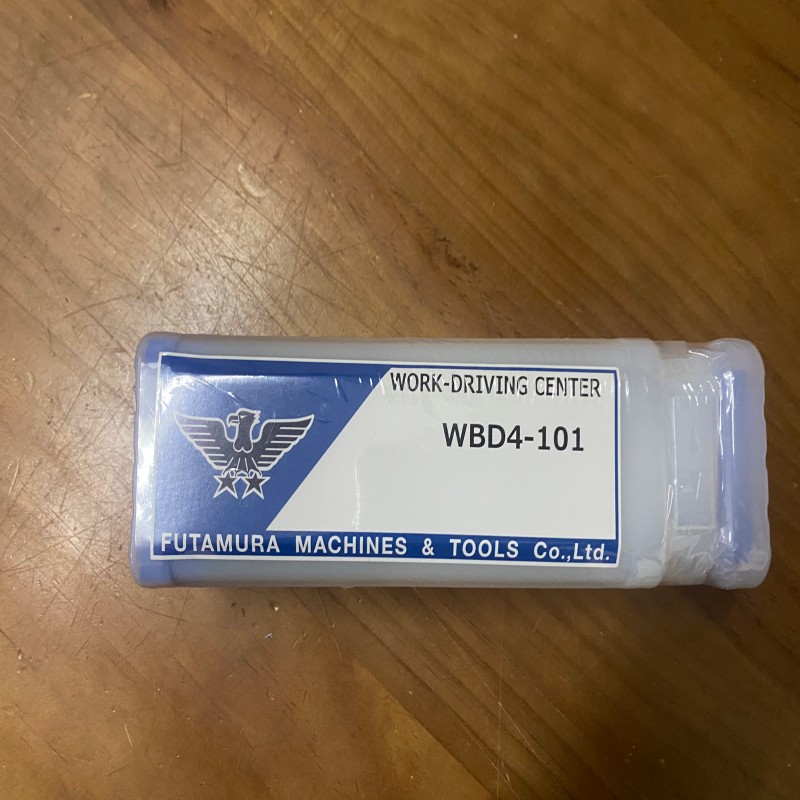 WORK-DRIVING CENTER
WBD4-101
FUTAMURA MACHINES & TOOLS Co.,Ltd.